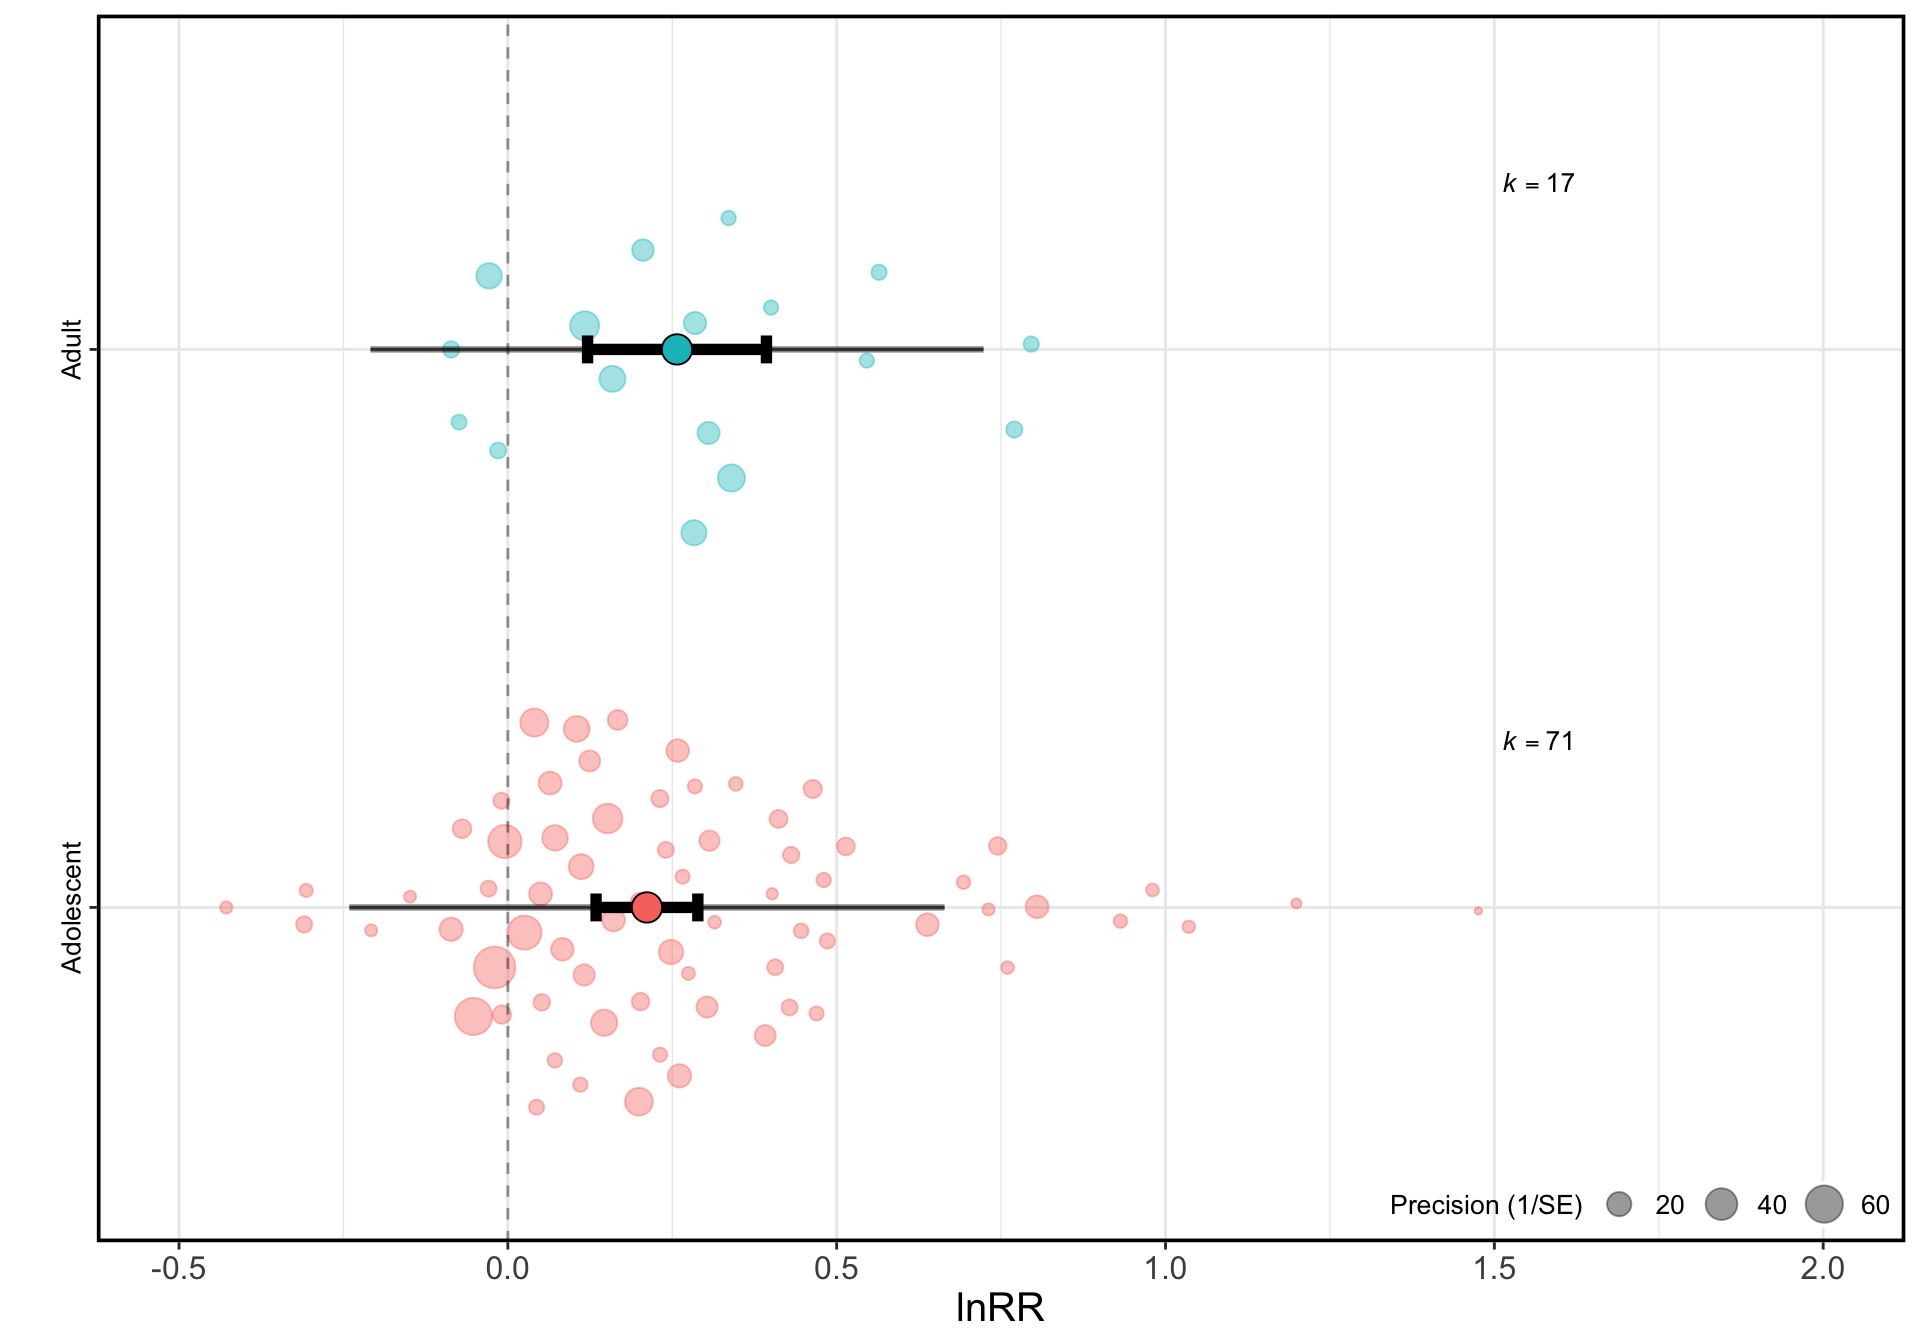 k = 17
Adult
k = 71
Adolescent
Precision (1/SE) 20 40 60
-0.5 0.0 0.5 1.0 1.5 2.0
lnRR